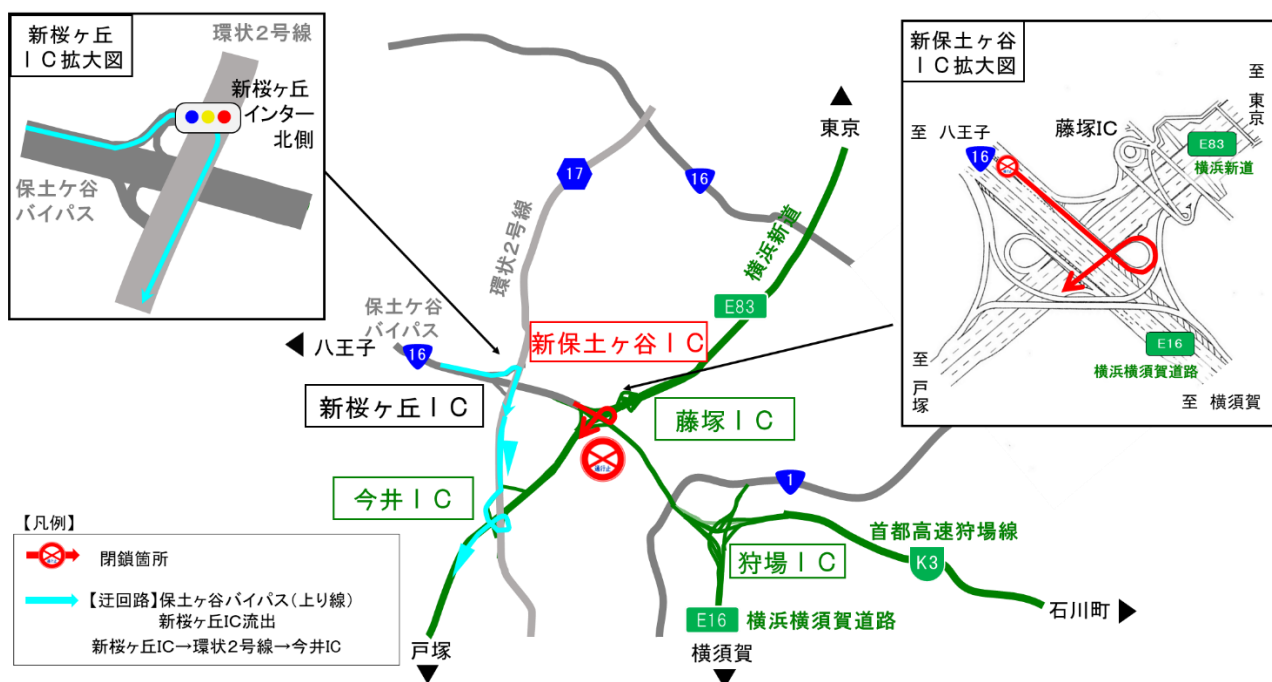 新桜ヶ丘
IC拡大図
環状2号線
新桜ヶ丘
インター
北側
保土ケ谷
バイパス
東京
17
16
環状2号線
横浜新道
E83
保土ケ谷
バイパス
八王子
16
新保土ヶ谷IC
新桜ヶ丘IC
藤塚IC
通行止
今井IC
1
首都高速狩場線
K3
狩場IC
石川町
E16
横浜横須賀道路
戸塚
横須賀
新保土ヶ谷
IC拡大図
至
東京
藤塚IC
至 八王子
16
E83
横浜新道
E16
横浜横須賀道路
至
戸塚
至 横須賀
【凡例】
閉鎖箇所
【迂回路】保土ヶ谷バイパス(上り線)
新桜ヶ丘IC流出
新桜ヶ丘IC→環状2号線→今井IC